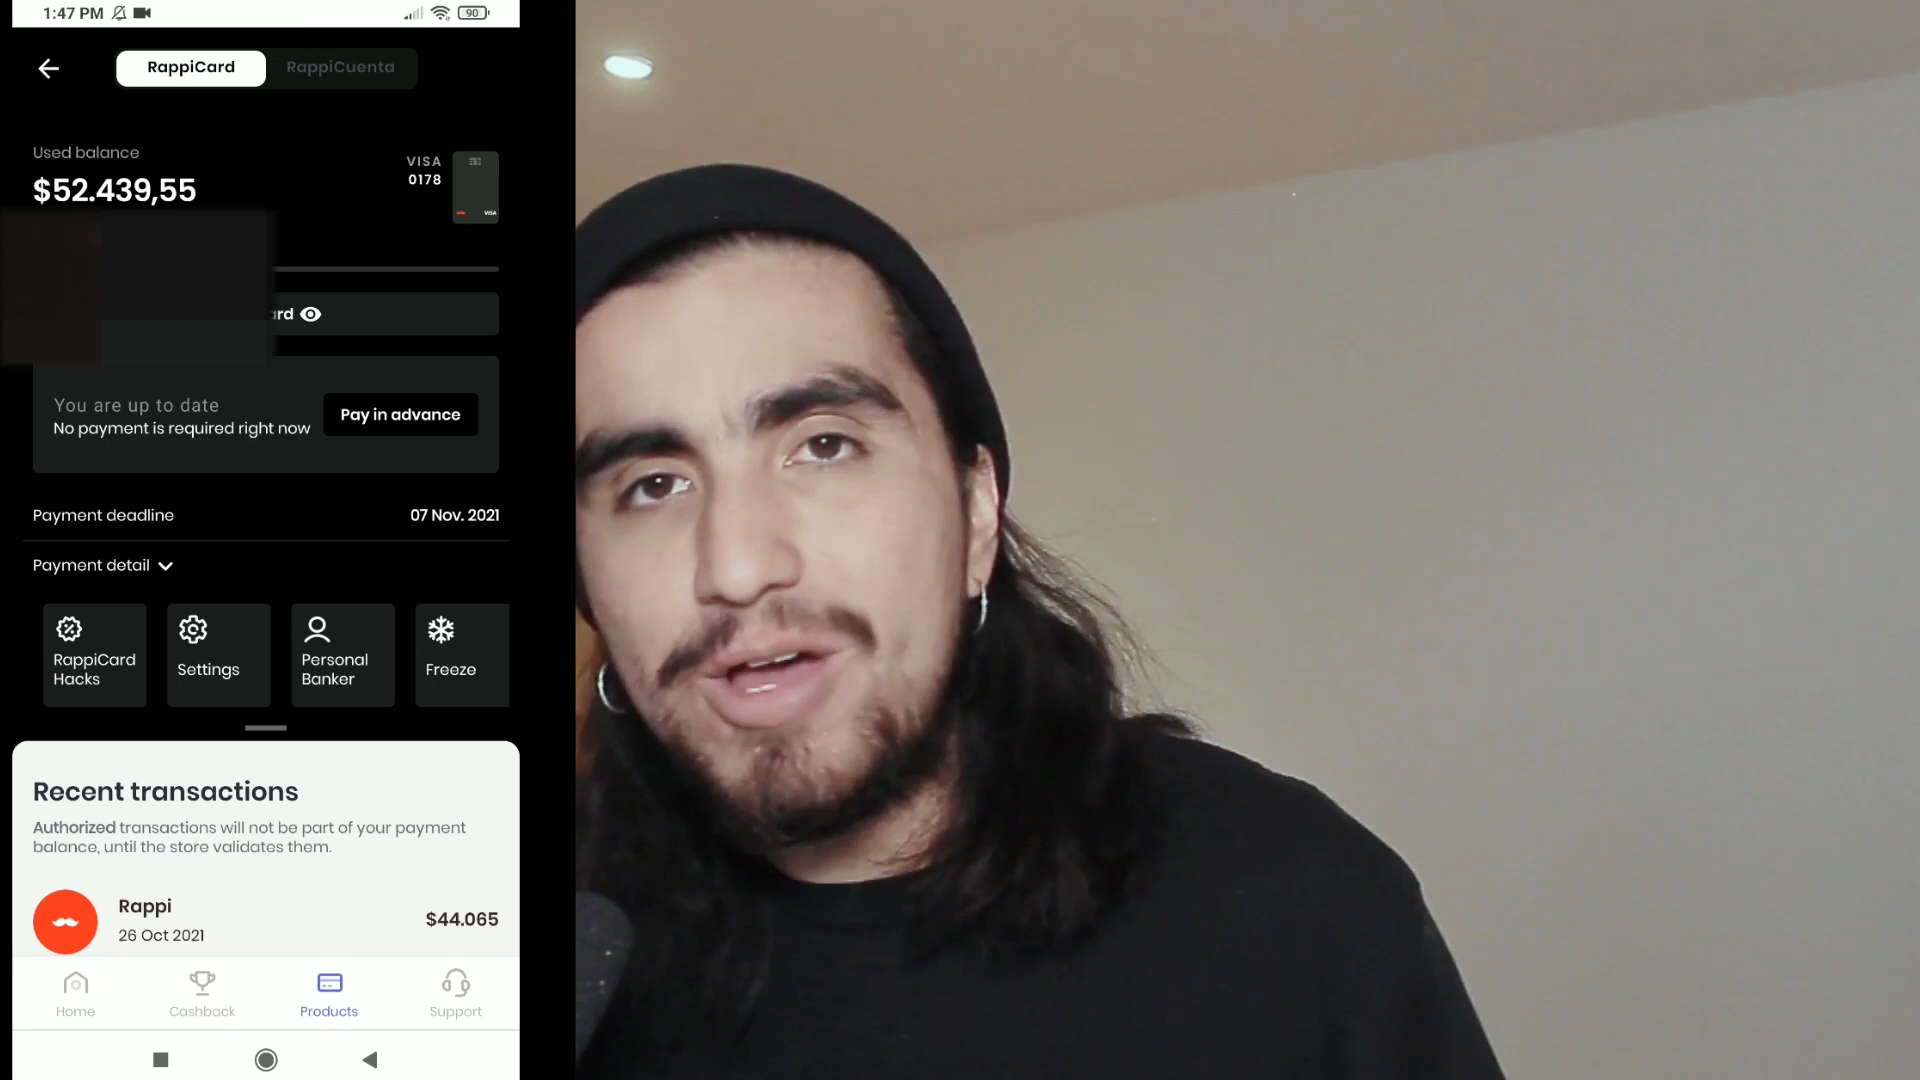 1:47 PM
90
RappiCard
RappiCuenta
Used balance
$52.439,55
VISA
0178
VISA
ard
You are up to date
No payment is required right now
Pay in advance
Payment deadline
07 Nov. 2021
Payment detail
RappiCard
Hacks
Settings
Personal
Banker
Freeze
Recent transactions
Authorized transactions will not be part of your payment
balance, until the store validates them.
Rappi
26 Oct 2021
$44.065
Home
Cashback
Products
Support